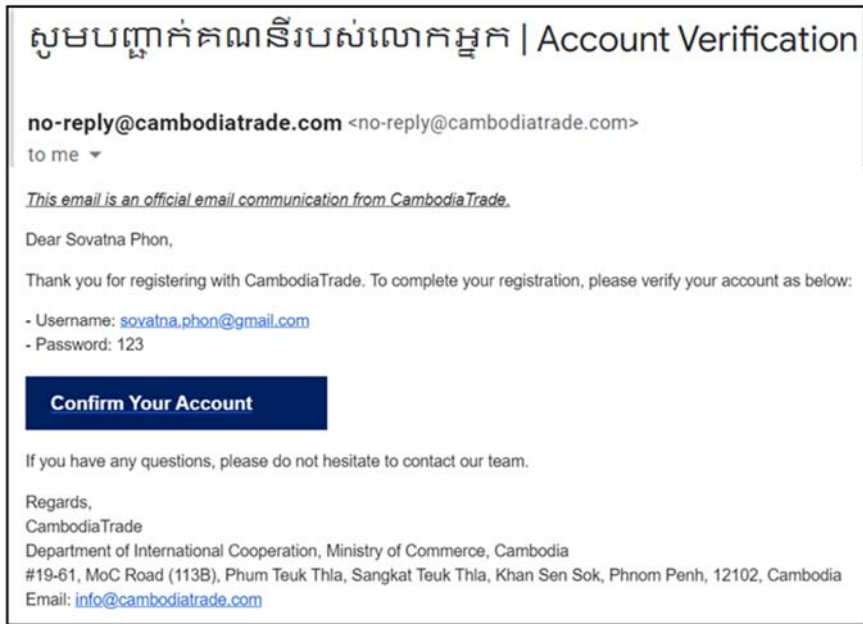 សូមបញ្ជាក់គណនីរបស់លោកអ្នក | Account Verification
no-reply@cambodiatrade.com <no-reply@cambodiatrade.com>
to me
This email is an official email communication from CambodiaTrade.
Dear Sovatna Phon,
Thank you for registering with CambodiaTrade. To complete your registration, please verify your account as below:
- Username: sovatna.phon@gmail.com
- Password: 123
Confirm Your Account
If you have any questions, please do not hesitate to contact our team.
Regards,
CambodiaTrade
Department of International Cooperation, Ministry of Commerce, Cambodia
#19-61, MoC Road (113B), Phum Teuk Thla, Sangkat Teuk Thla, Khan Sen Sok, Phnom Penh, 12102, Cambodia
Email: info@cambodiatrade.com